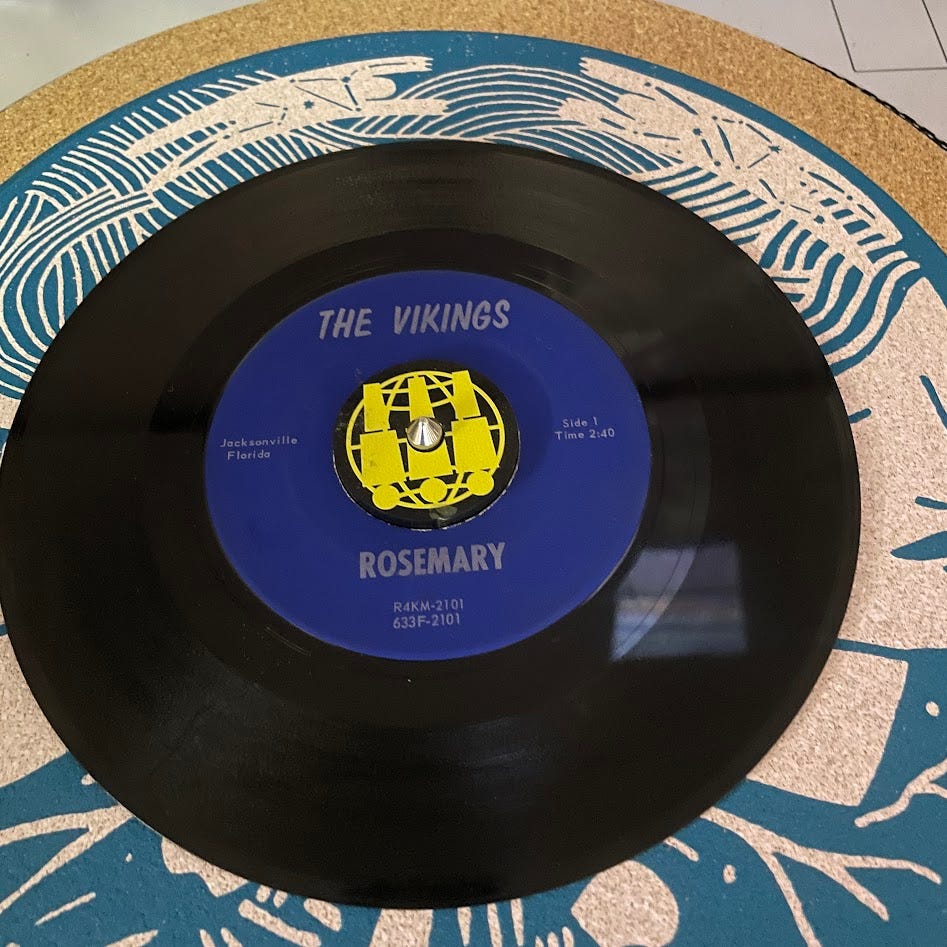 THE VIKINGS
Jacksonville
Florida
Side 1
Time 2:40
ROSEMARY
R4KM-2101
633F-2101